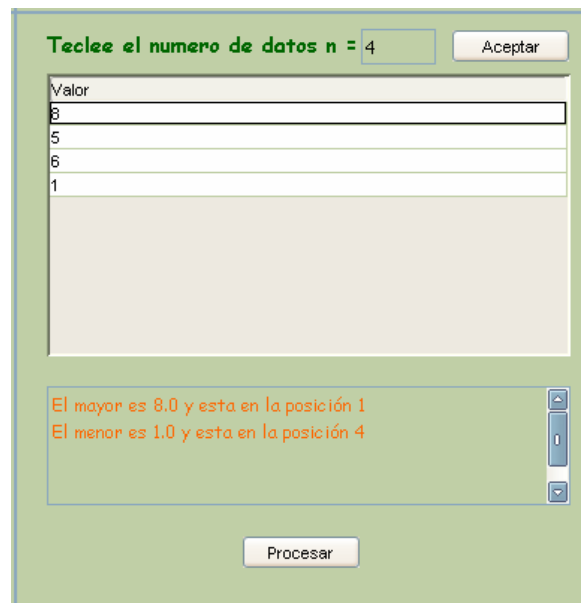 Teclee el numero de datos n = 4 Aceptar
Valor
8
5
6
1
El mayor es 8.0 y esta en la posición 1
El menor es 1.0 y esta en la posición 4
Procesar